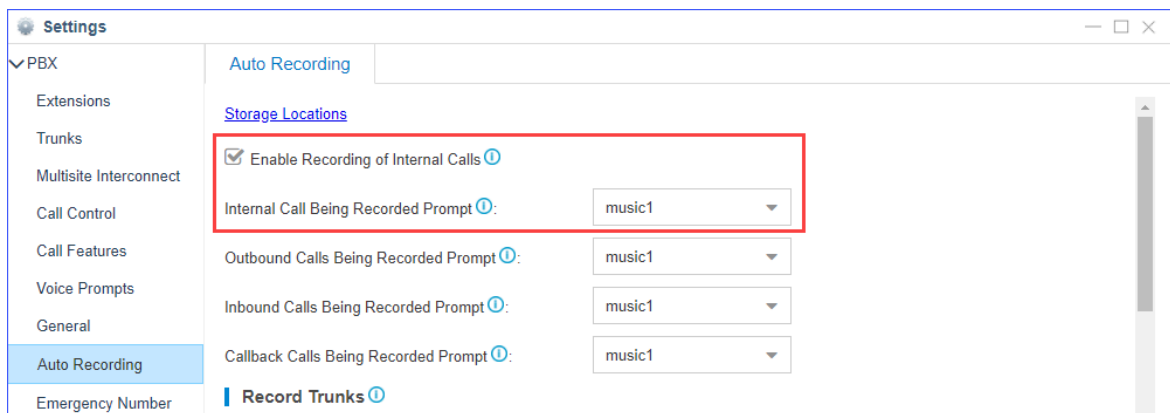 Settings
PBX
Extensions
Trunks
Multisite Interconnect
Call Control
Call Features
Voice Prompts
General
Auto Recording
Emergency Number
Auto Recording
Storage Locations
Enable Recording of Internal Calls
Internal Call Being Recorded Prompt : music1
Outbound Calls Being Recorded Prompt : music1
Inbound Calls Being Recorded Prompt : music1
Callback Calls Being Recorded Prompt : music1
Record Trunks